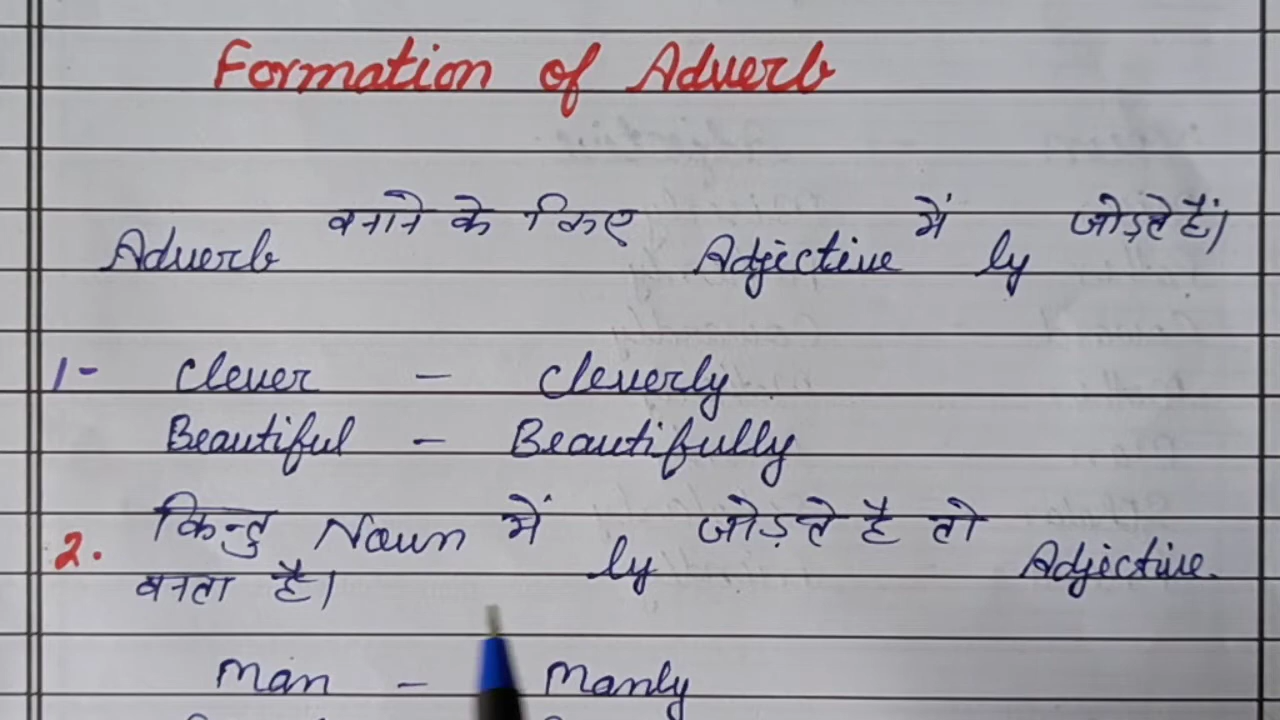 Formation of Adverb
Adverb बनाने के लिए Adjective में ly जोड़ते हैं।
1- Clever - Cleverly
Beautiful - Beautifully
2. किन्तु Noun में ly जोड़ते है तो Adjective.
बनता है।
Man - Manly